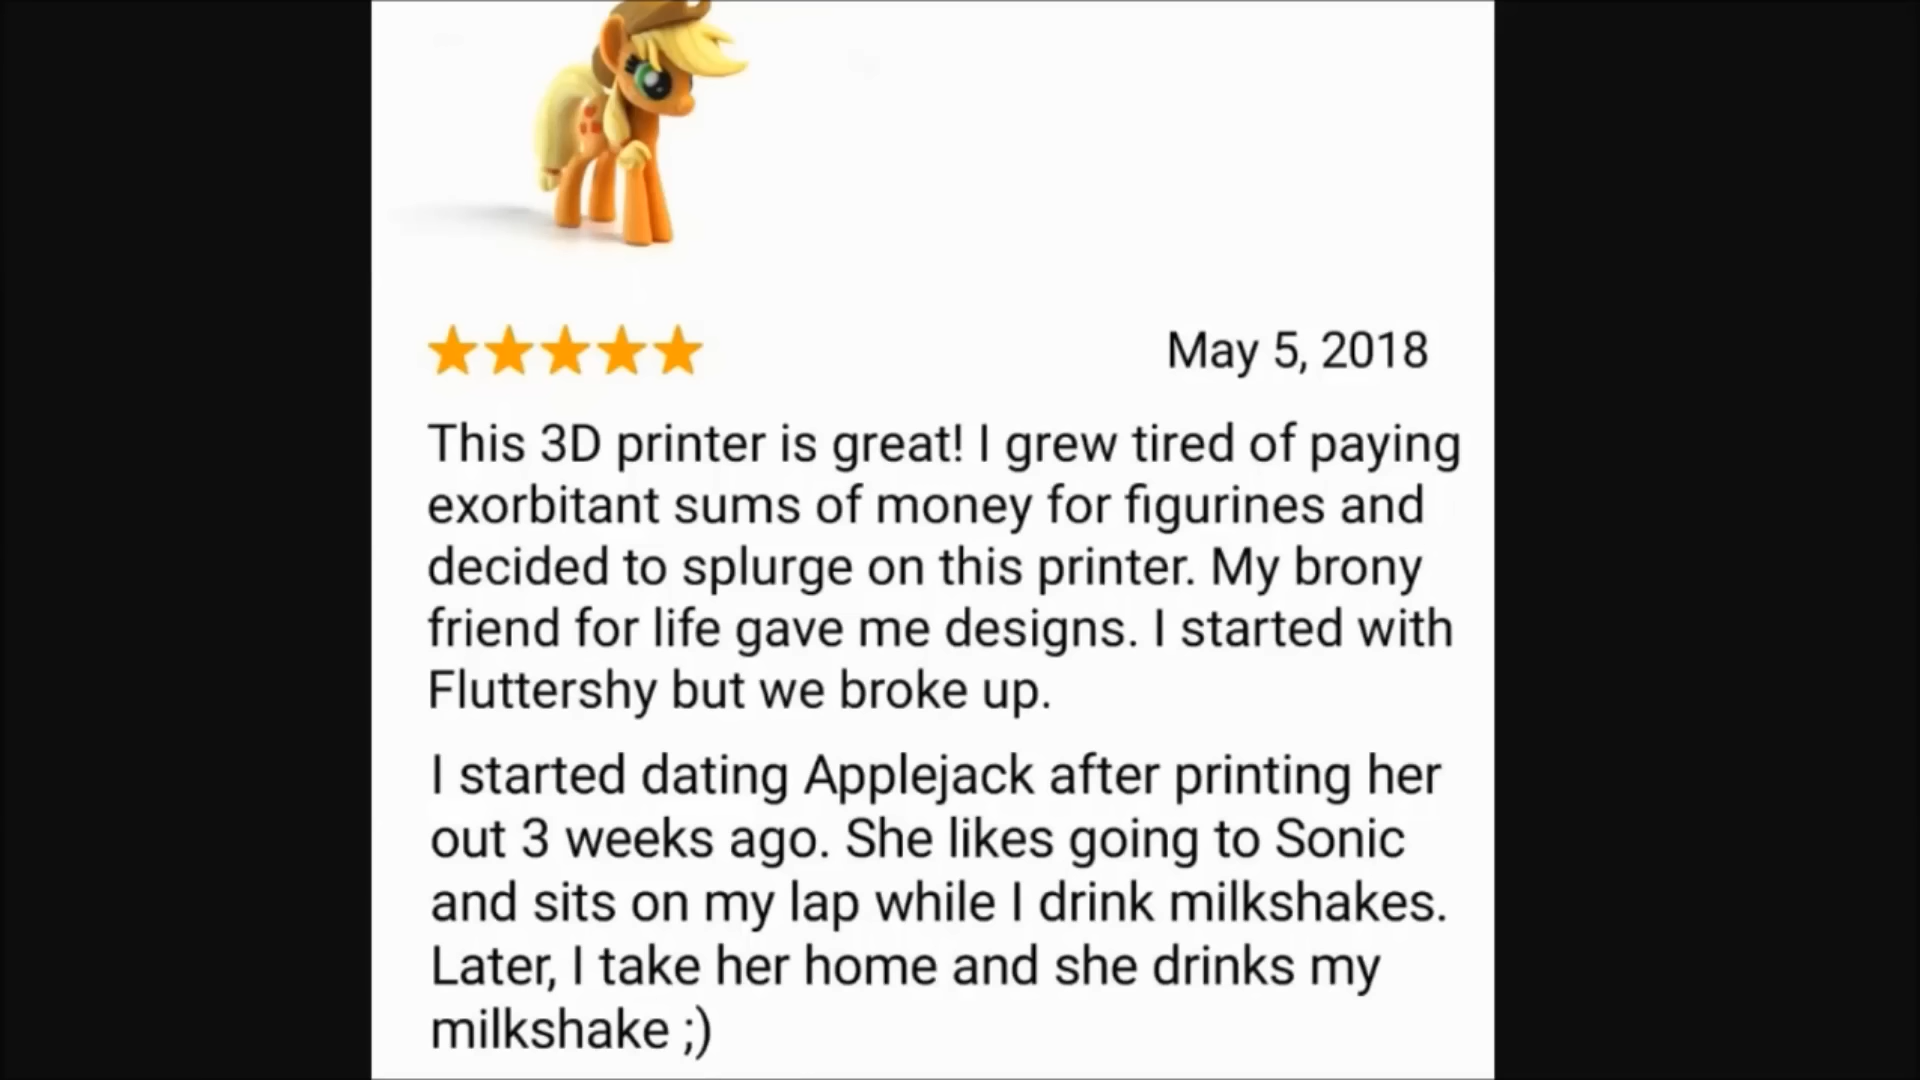 May 5, 2018
This 3D printer is great! I grew tired of paying
exorbitant sums of money for figurines and
decided to splurge on this printer. My brony
friend for life gave me designs. I started with
Fluttershy but we broke up.
I started dating Applejack after printing her
out 3 weeks ago. She likes going to Sonic
and sits on my lap while I drink milkshakes.
Later, I take her home and she drinks my
milkshake ;)